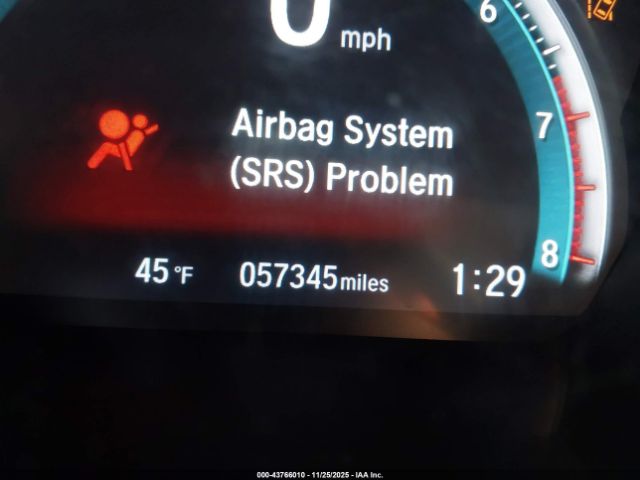 0 mph
6
7
8
Airbag System
(SRS) Problem
45°F 057345miles 1:29
000-43766010 - 11/25/2025 - IAA Inc.